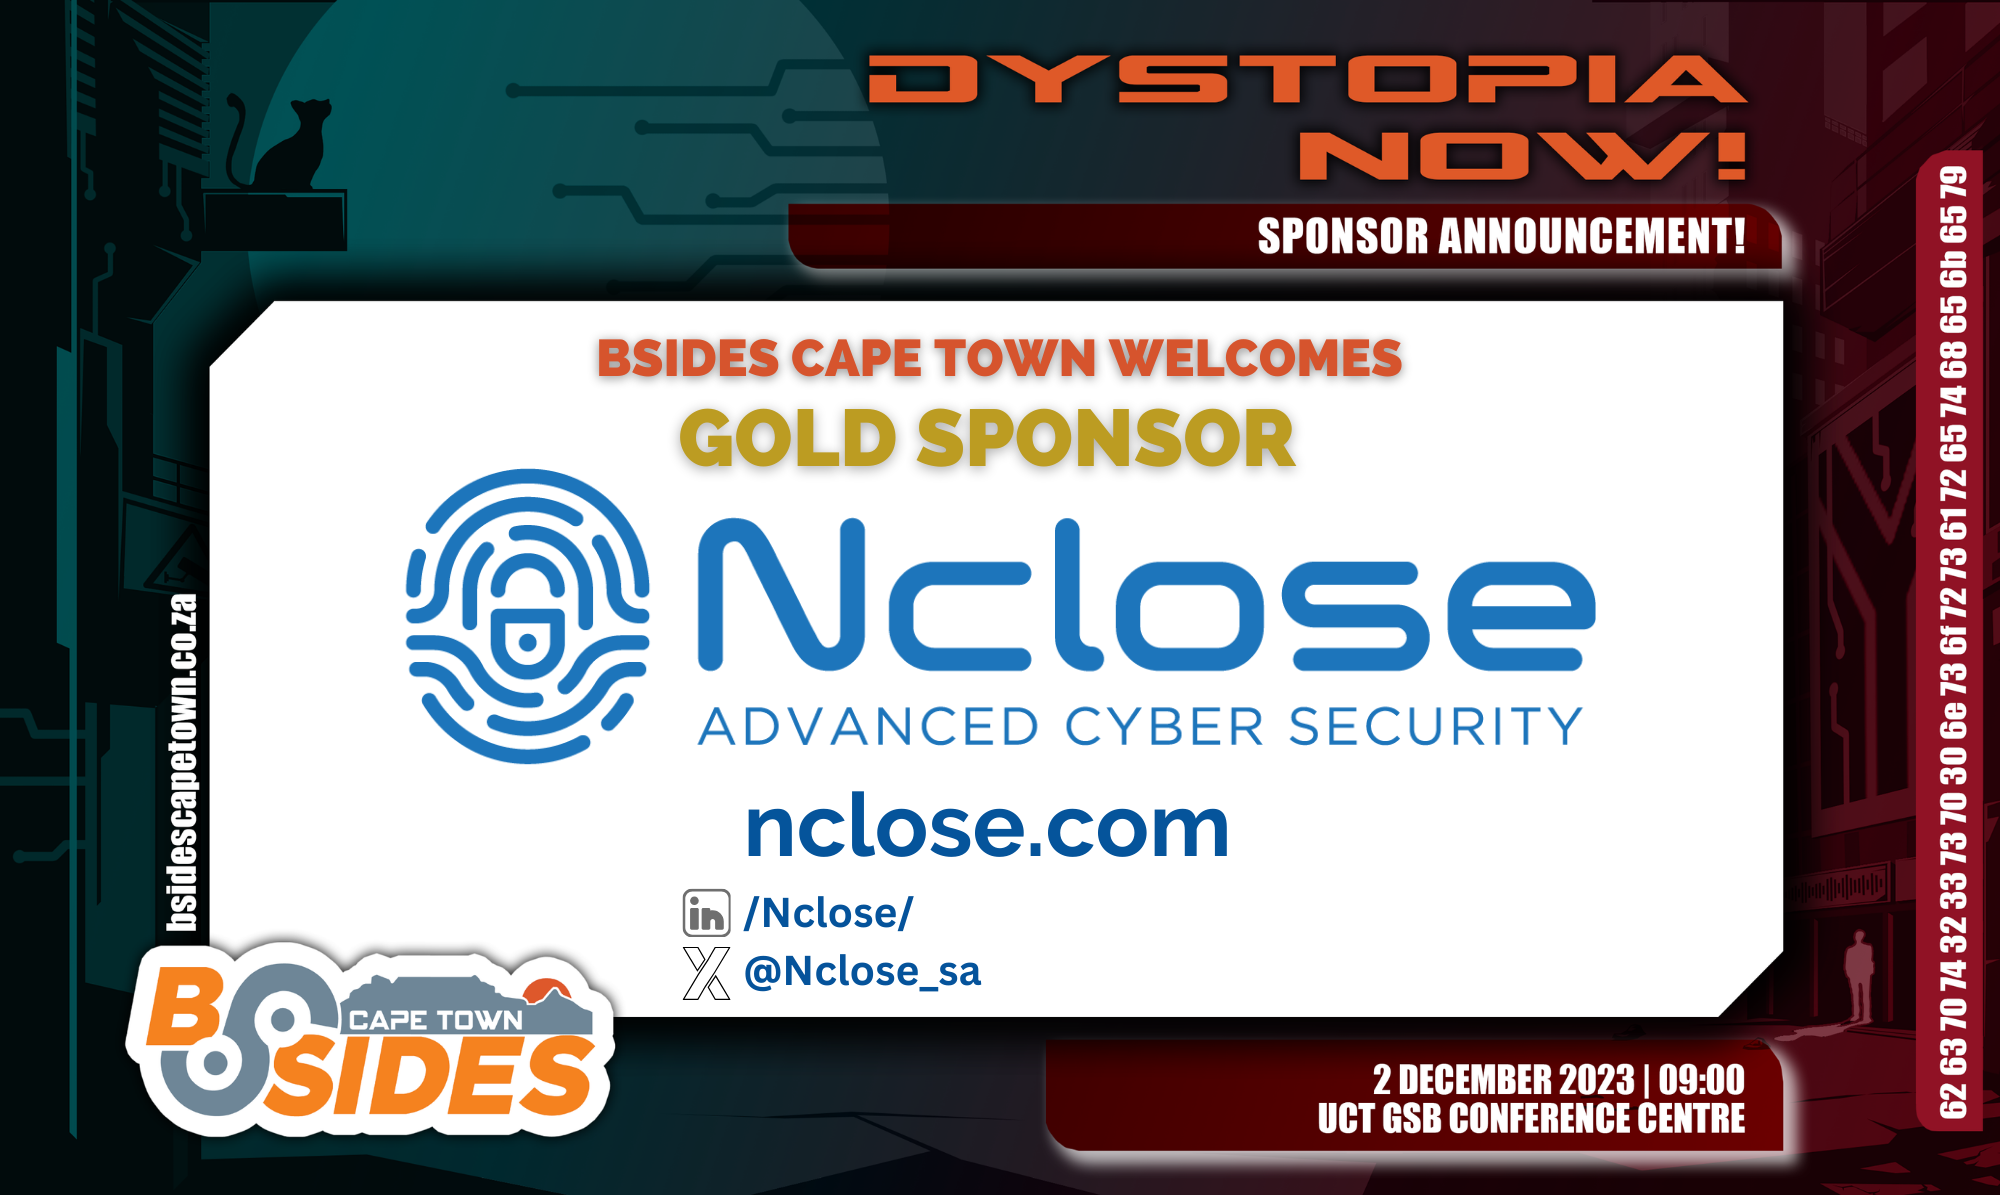 DYSTOPIA
NOW!
SPONSOR ANNOUNCEMENT!
BSIDES CAPE TOWN WELCOMES
GOLD SPONSOR
Nclose
ADVANCED CYBER SECURITY
nclose.com
in /Nclose/
X @Nclose_sa
bsidescapetown.co.za
B
CAPE TOWN
SIDES
2 DECEMBER 2023 | 09:00
UCT GSB CONFERENCE CENTRE
62 63 70 74 32 33 73 70 30 6e 73 6f 72 73 61 72 65 74 68 65 6b 65 79